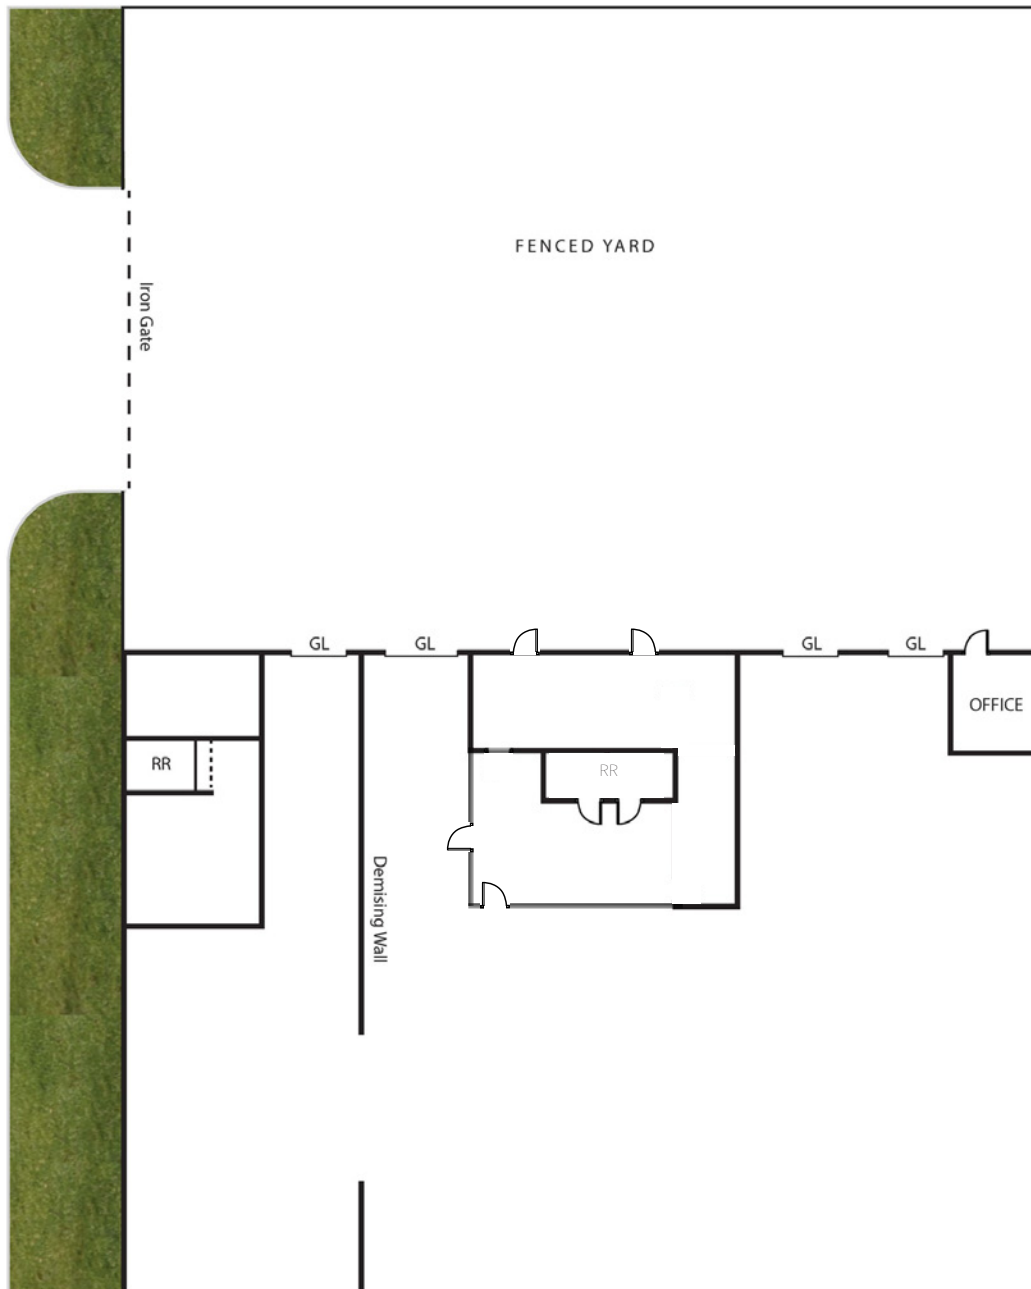 FENCED YARD
Iron Gate
GL
GL
GL
GL
OFFICE
RR
RR
Demising Wall